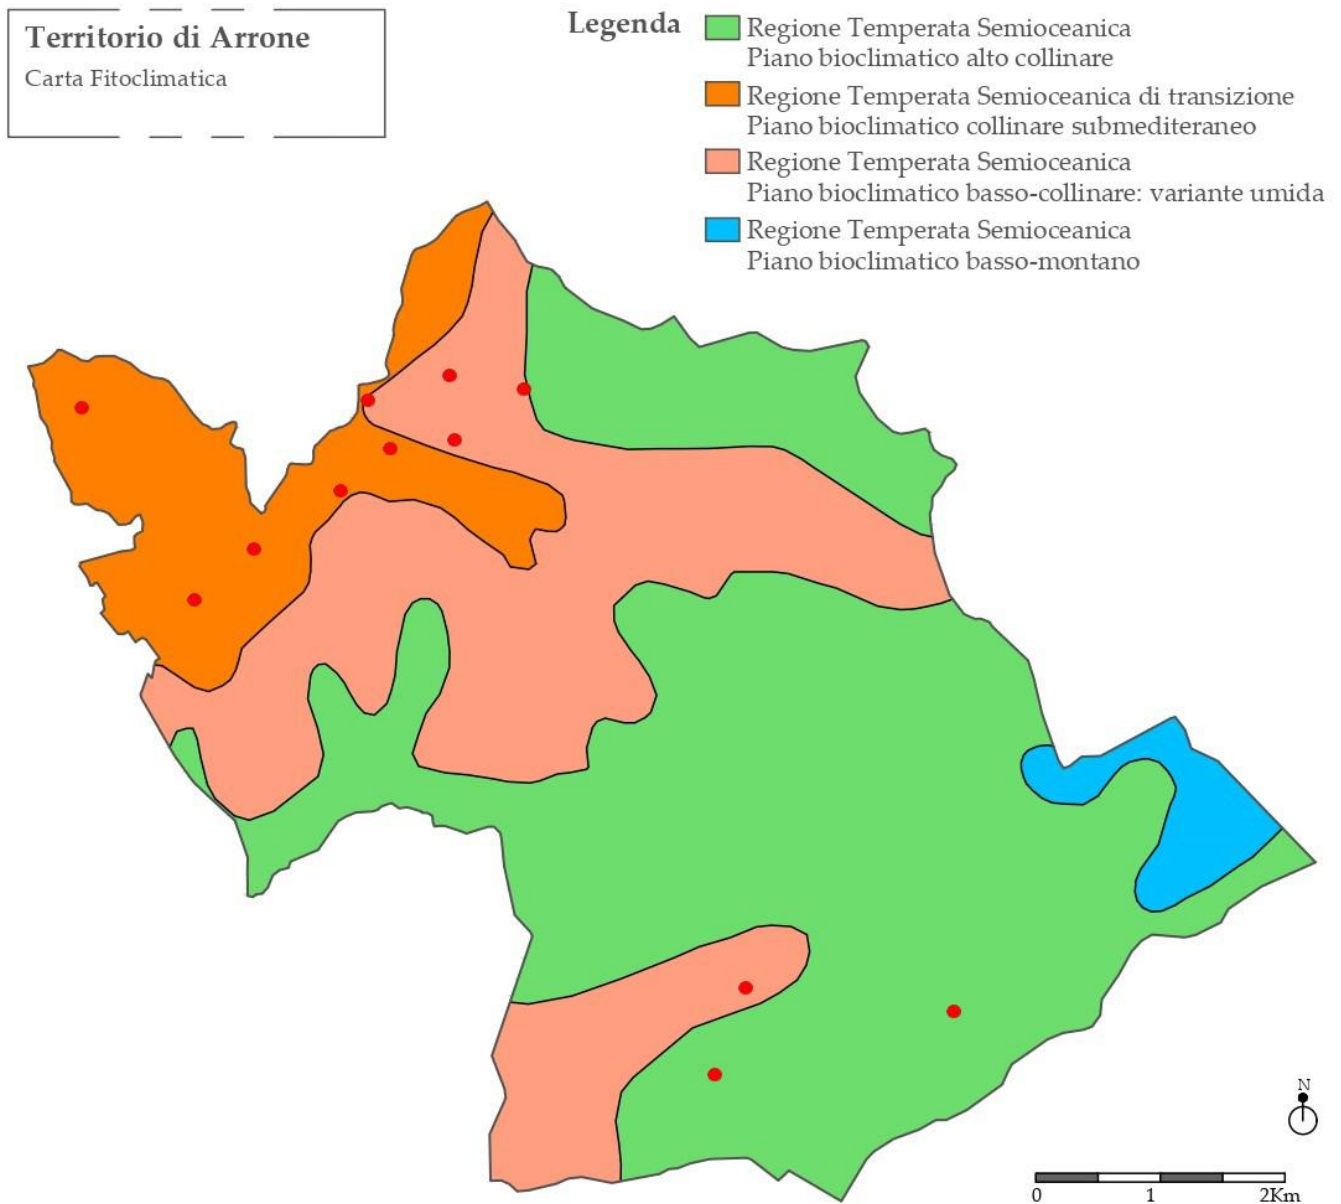 Territorio di Arrone
Carta Fitoclimatica
Legenda
Regione Temperata Semioceanica
Piano bioclimatico alto collinare
Regione Temperata Semioceanica di transizione
Piano bioclimatico collinare submediteraneo
Regione Temperata Semioceanica
Piano bioclimatico basso-collinare: variante umida
Regione Temperata Semioceanica
Piano bioclimatico basso-montano
N
0 1 2Km